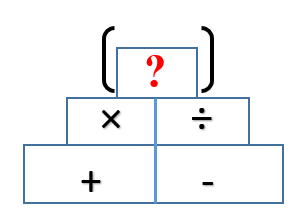 ( ? )
× ÷
+ -